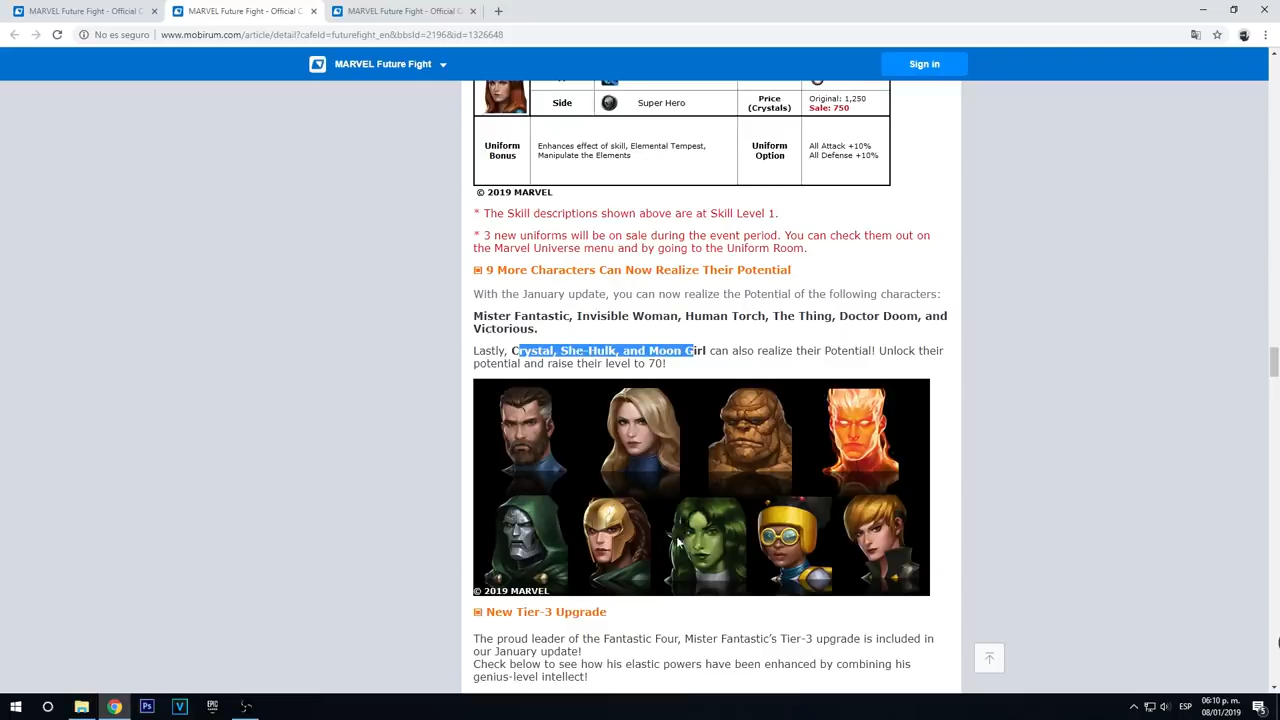 MARVEL Future Fight - Official C
MARVEL Future Fight - Official C
MARVEL Future Fight - Official C
No es seguro
www.mobirum.com/article/detail?cafeId=futurefight_en&bbsId=2196&id=1326648
MARVEL Future Fight
Sign in
Side
Super Hero
Price
(Crystals)
Original: 1,250
Sale: 750
Uniform
Bonus
Enhances effect of skill, Elemental Tempest,
Manipulate the Elements
Uniform
Option
All Attack +10%
All Defense +10%
© 2019 MARVEL
* The Skill descriptions shown above are at Skill Level 1.
* 3 new uniforms will be on sale during the event period. You can check them out on
the Marvel Universe menu and by going to the Uniform Room.
▣ 9 More Characters Can Now Realize Their Potential
With the January update, you can now realize the Potential of the following characters:
Mister Fantastic, Invisible Woman, Human Torch, The Thing, Doctor Doom, and
Victorious.
Lastly, Crystal, She-Hulk, and Moon Girl can also realize their Potential! Unlock their
potential and raise their level to 70!
© 2019 MARVEL
▣ New Tier-3 Upgrade
The proud leader of the Fantastic Four, Mister Fantastic's Tier-3 upgrade is included in
our January update!
Check below to see how his elastic powers have been enhanced by combining his
genius-level intellect!
Ps
V
EPIC
ESP
06:10 p. m.
08/01/2019
5